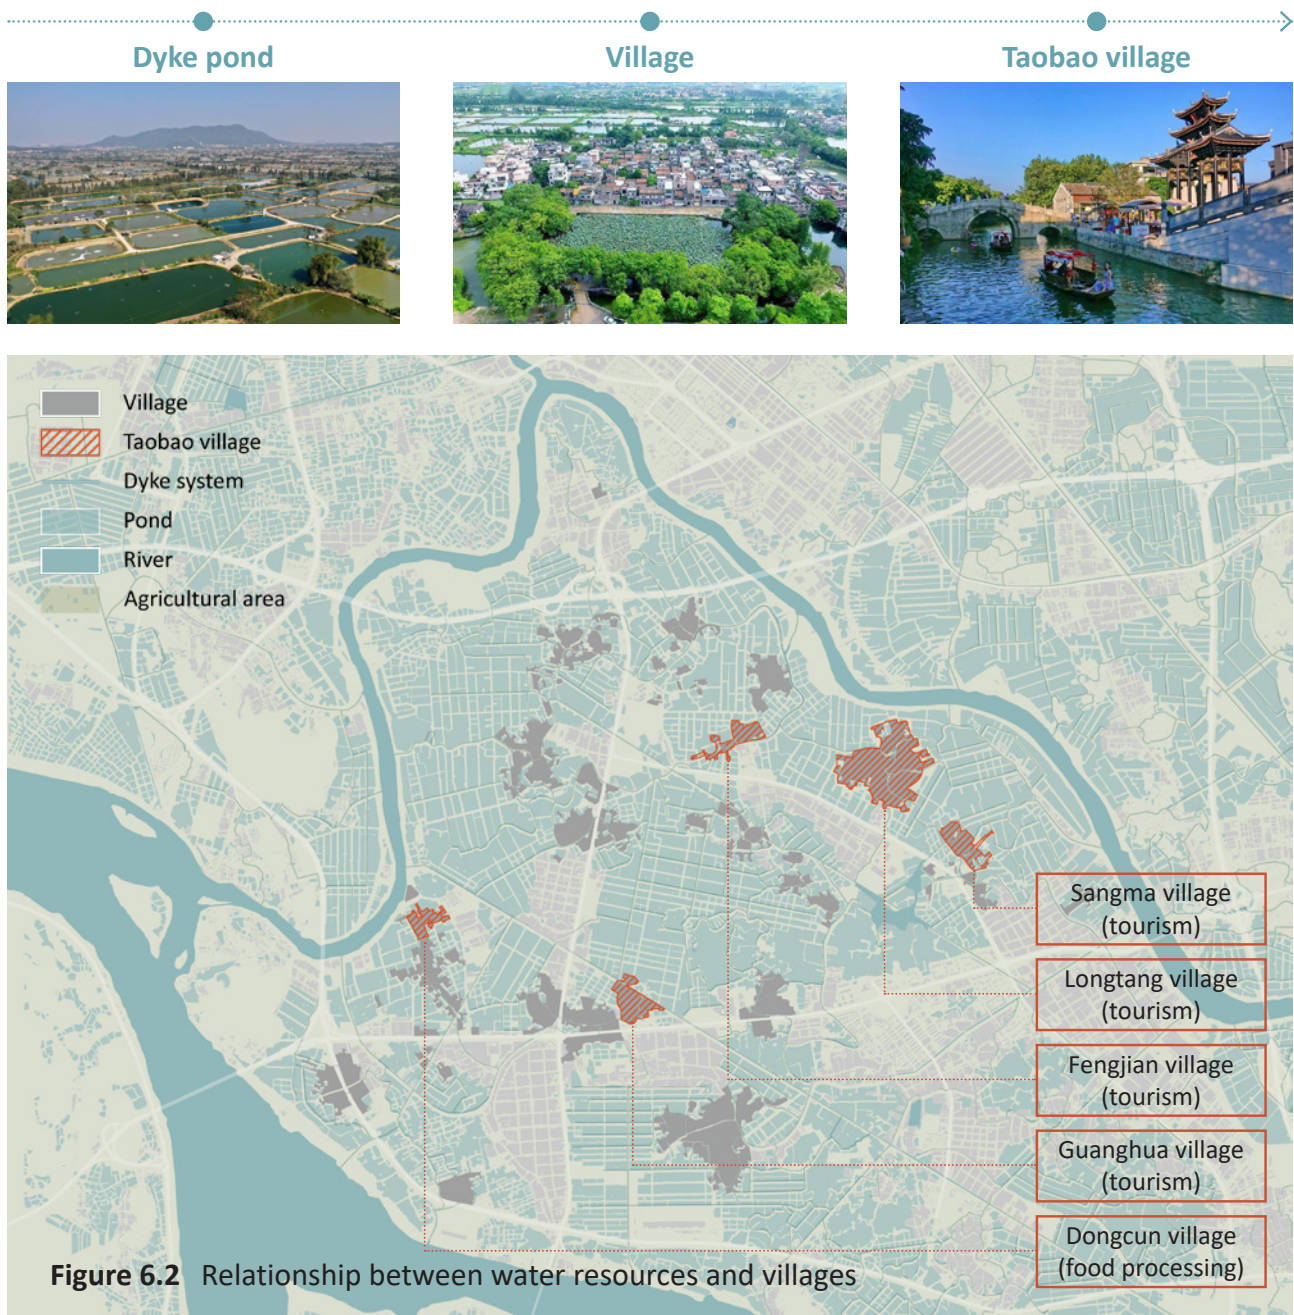 Dyke pond
Village
Taobao village
Village
Taobao village
Dyke system
Pond
River
Agricultural area
Sangma village
(tourism)
Longtang village
(tourism)
Fengjian village
(tourism)
Guanghua village
(tourism)
Dongcun village
(food processing)
Figure 6.2 Relationship between water resources and villages